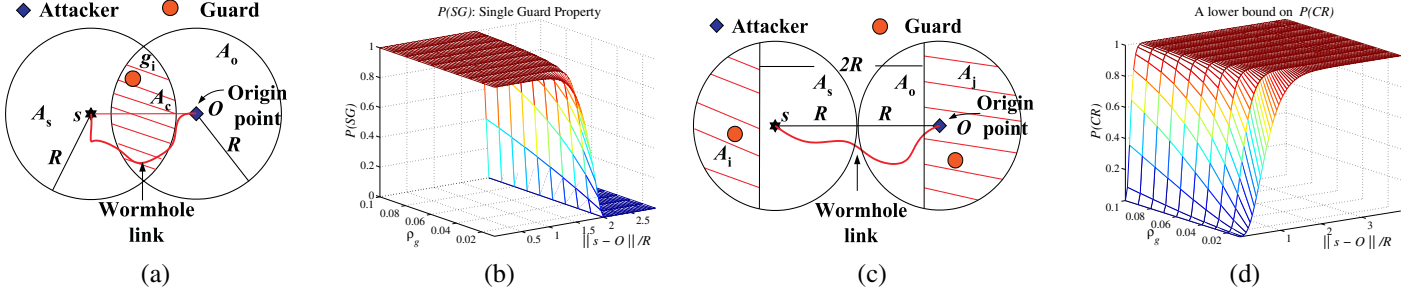 Attacker Guard
g_i
A_o
A_s
s
A_c
O
Origin
point
R
R
Wormhole
link
(a)
P(SG): Single Guard Property
P(SG)
1
0.8
0.6
0.4
0.2
0
0.1
0.08
0.06
0.04
0.02
ρ_g
0.5
1
1.5
2
2.5
|| s – O || /R
(b)
Attacker Guard
2R
A_s
A_o
A_j
s
R
R
Origin
point
O
A_i
Wormhole
link
(c)
A lower bound on P(CR)
P(CR)
1
0.8
0.6
0.4
0.2
0.1
0.08
0.06
0.04
0.02
ρ_g
1
2
3
|| s – O || /R
(d)